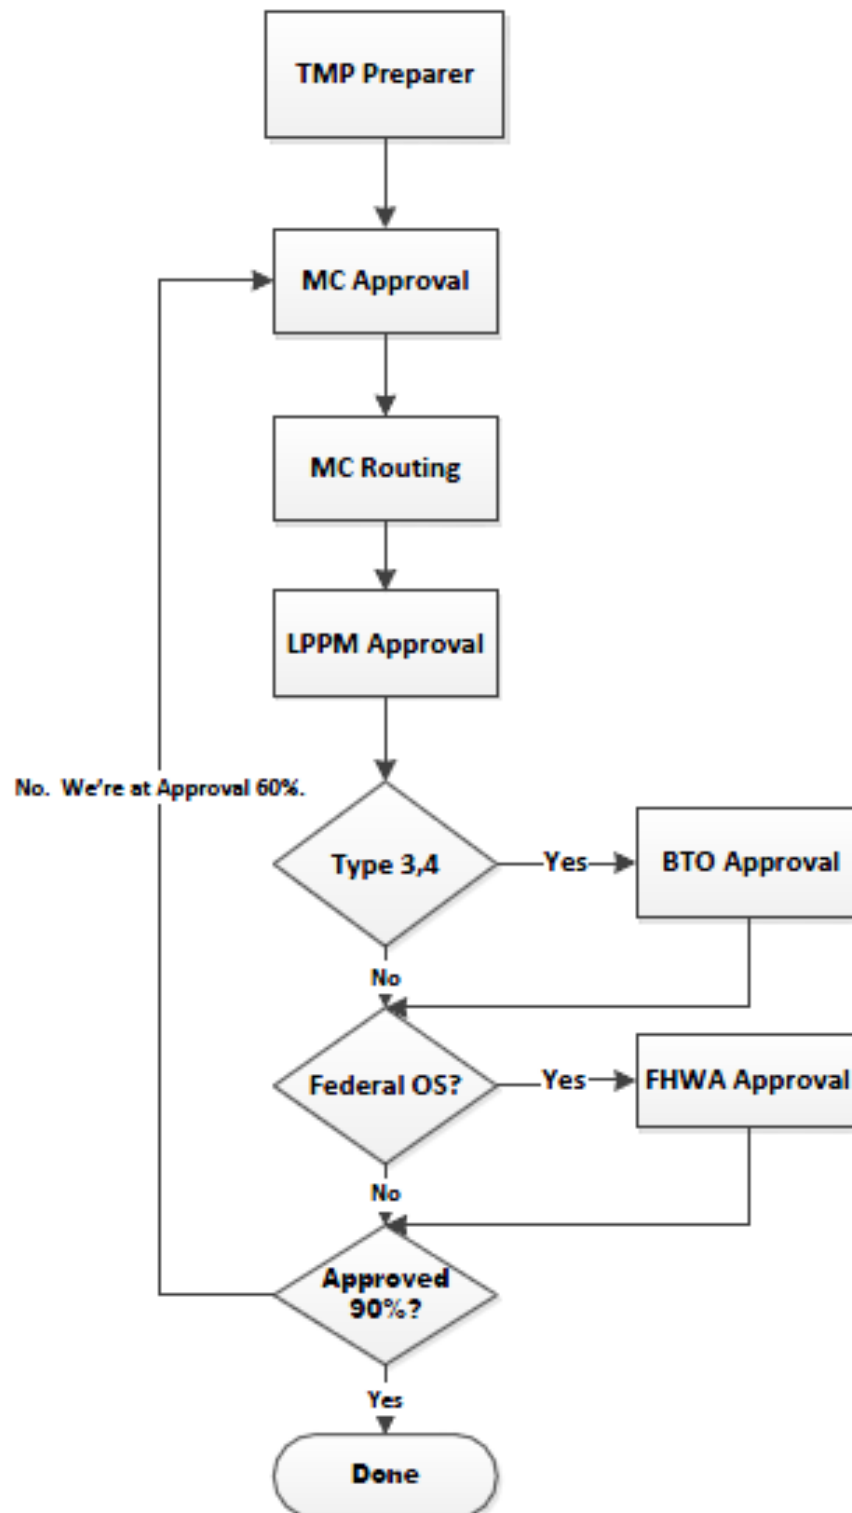 TMP Preparer
MC Approval
MC Routing
LPPM Approval
No.  We're at Approval 60%.
Type 3,4
Yes
BTO Approval
No
Federal OS?
Yes
FHWA Approval
No
Approved
90%?
Yes
Done